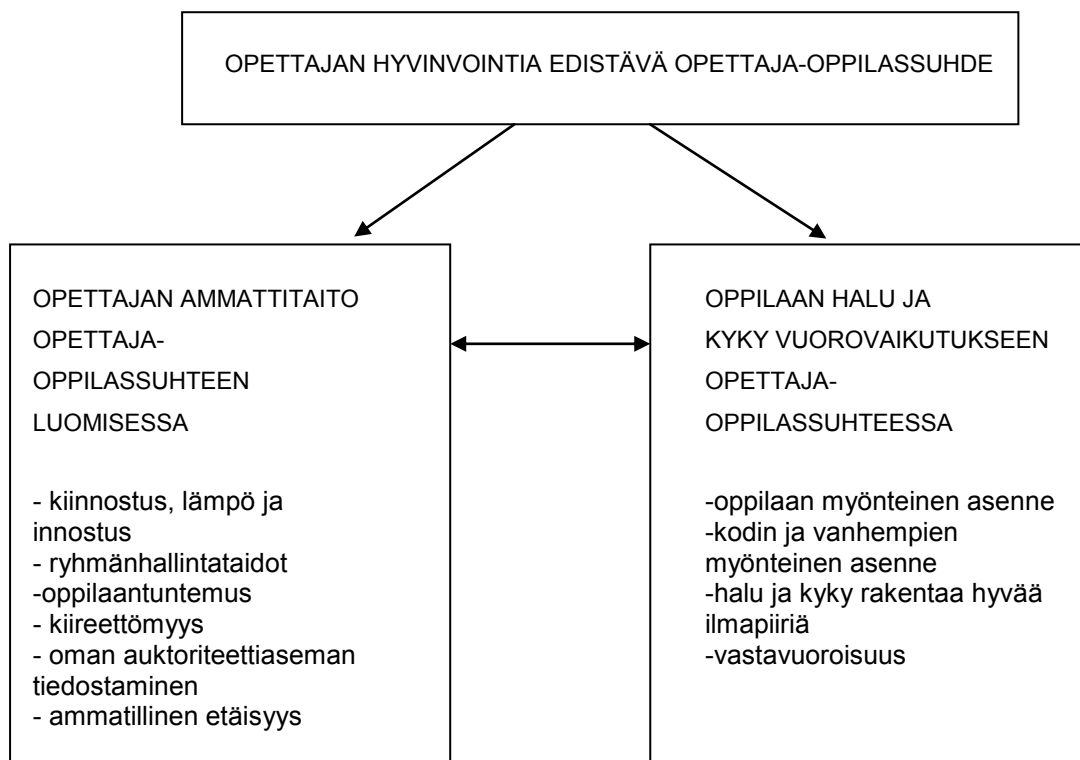 OPETTAJAN HYVINVOINTIA EDISTÄVÄ OPETTAJA-OPPILASSUHDE
OPETTAJAN AMMATTITAITO
OPETTAJA-
OPPILASSUHTEEN
LUOMISESSA
- kiinnostus, lämpö ja
innostus
- ryhmänhallintataidot
-oppilaantuntemus
- kiireettömyys
- oman auktoriteettiaseman
tiedostaminen
- ammatillinen etäisyys
OPPILAAN HALU JA
KYKY VUOROVAIKUTUKSEEN
OPETTAJA-
OPPILASSUHTEESSA
-oppilaan myönteinen asenne
-kodin ja vanhempien
myönteinen asenne
-halu ja kyky rakentaa hyvää
ilmapiiriä
-vastavuoroisuus